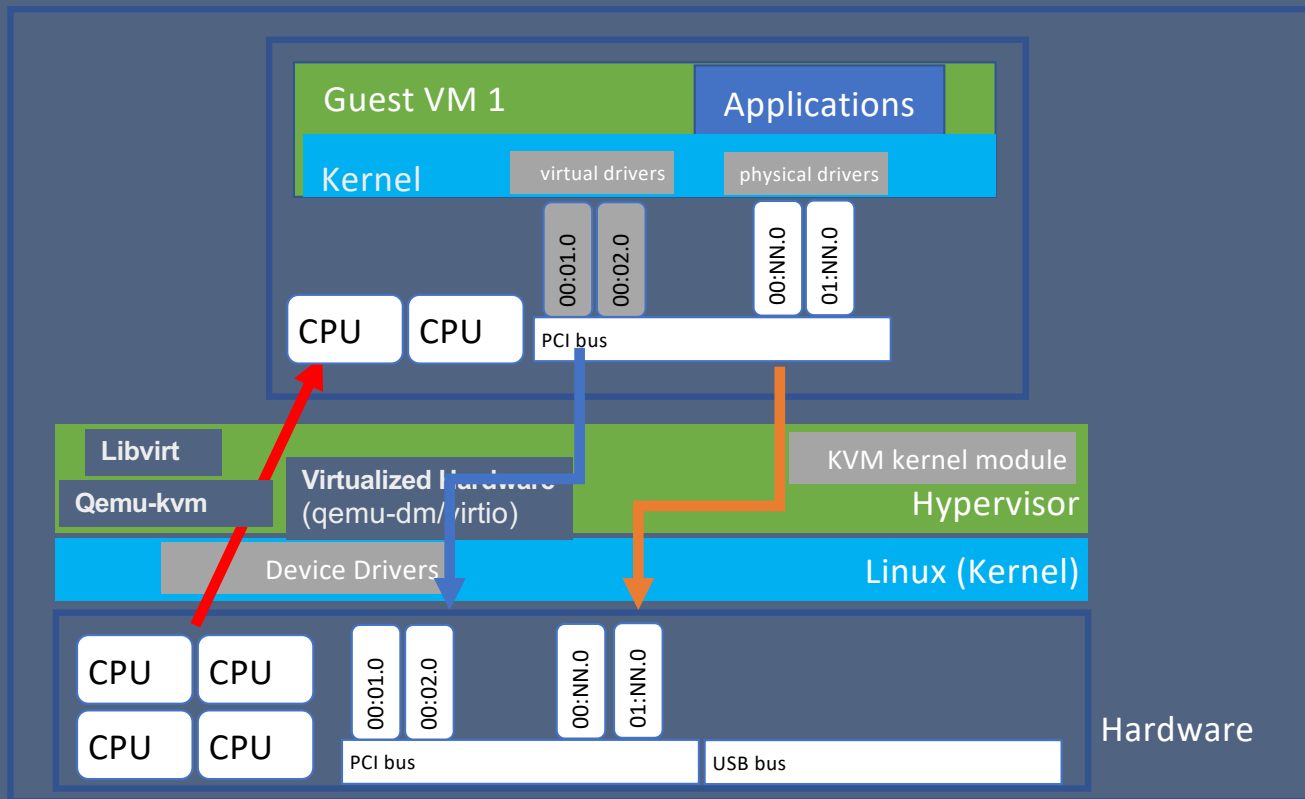 Guest VM 1
Applications
Kernel
virtual drivers
physical drivers
00:01.0
00:02.0
00:NN.0
01:NN.0
CPU
CPU
PCI bus
Libvirt
Qemu-kvm
Virtualized Hardware
(qemu-dm/virtio)
KVM kernel module
Hypervisor
Device Drivers
Linux (Kernel)
CPU
CPU
CPU
CPU
00:01.0
00:02.0
00:NN.0
01:NN.0
PCI bus
USB bus
Hardware